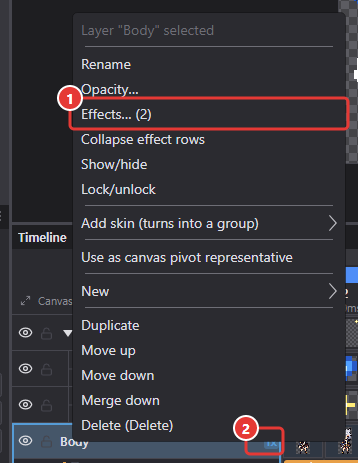 Layer "Body" selected
Rename
Opacity...
1
Effects... (2)
Collapse effect rows
Show/hide
Lock/unlock
Add skin (turns into a group)
Timeline
Use as canvas pivot representative
New
Canvas
Duplicate
Move up
Move down
Merge down
Delete (Delete)
2
Body